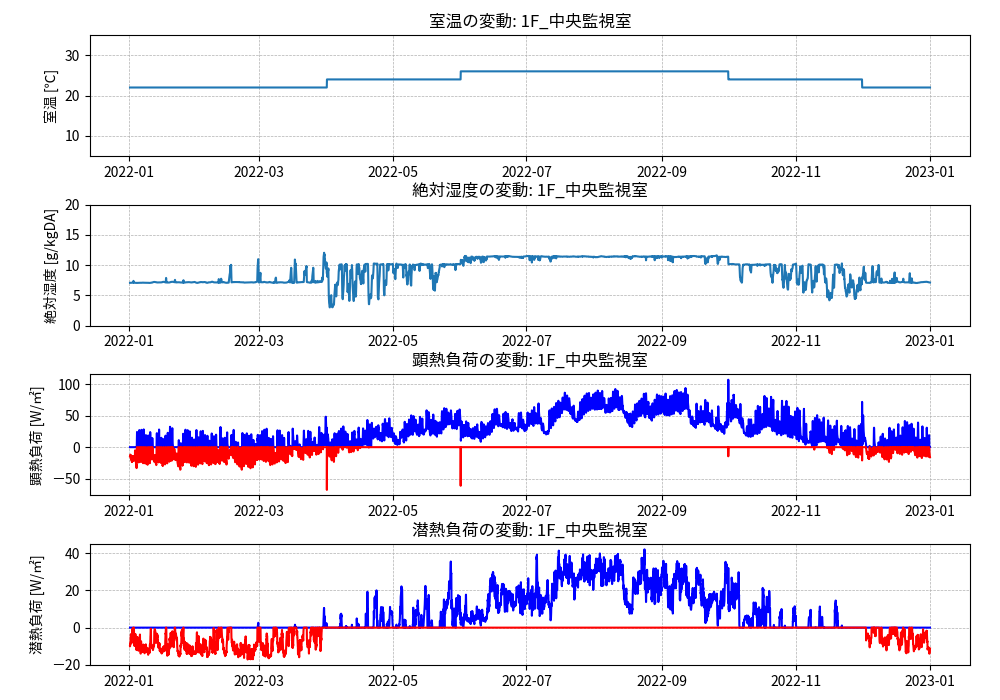 室温の変動: 1F_中央監視室
室温 [℃]
30
20
10
2022-01 2022-03 2022-05 2022-07 2022-09 2022-11 2023-01
絶対湿度の変動: 1F_中央監視室
絶対湿度 [g/kgDA]
20
15
10
5
0
2022-01 2022-03 2022-05 2022-07 2022-09 2022-11 2023-01
顕熱負荷の変動: 1F_中央監視室
顕熱負荷 [W/㎡]
100
50
0
−50
2022-01 2022-03 2022-05 2022-07 2022-09 2022-11 2023-01
潜熱負荷の変動: 1F_中央監視室
潜熱負荷 [W/㎡]
40
20
0
−20
2022-01 2022-03 2022-05 2022-07 2022-09 2022-11 2023-01